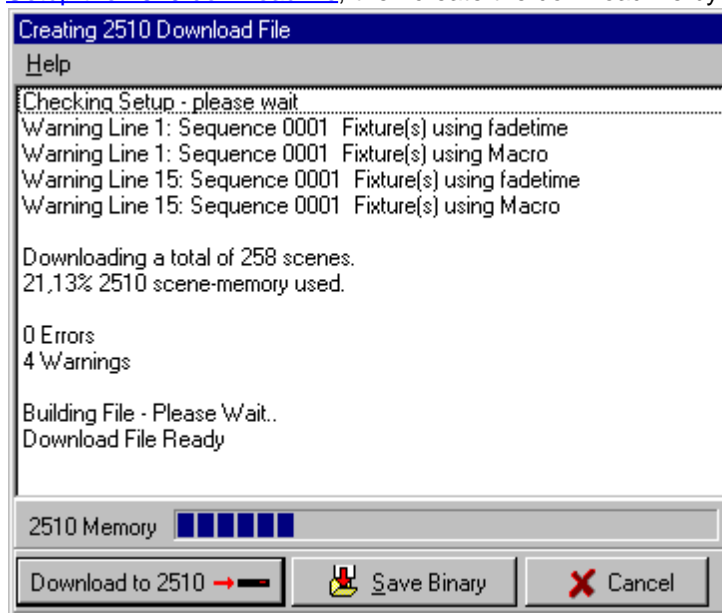 Creating 2510 Download File
Help
Checking Setup - please wait
Warning Line 1: Sequence 0001 Fixture(s) using fadetime
Warning Line 1: Sequence 0001 Fixture(s) using Macro
Warning Line 15: Sequence 0001 Fixture(s) using fadetime
Warning Line 15: Sequence 0001 Fixture(s) using Macro
Downloading a total of 258 scenes.
21,13% 2510 scene-memory used.
0 Errors
4 Warnings
Building File - Please Wait..
Download File Ready
2510 Memory
Download to 2510
Save Binary
Cancel